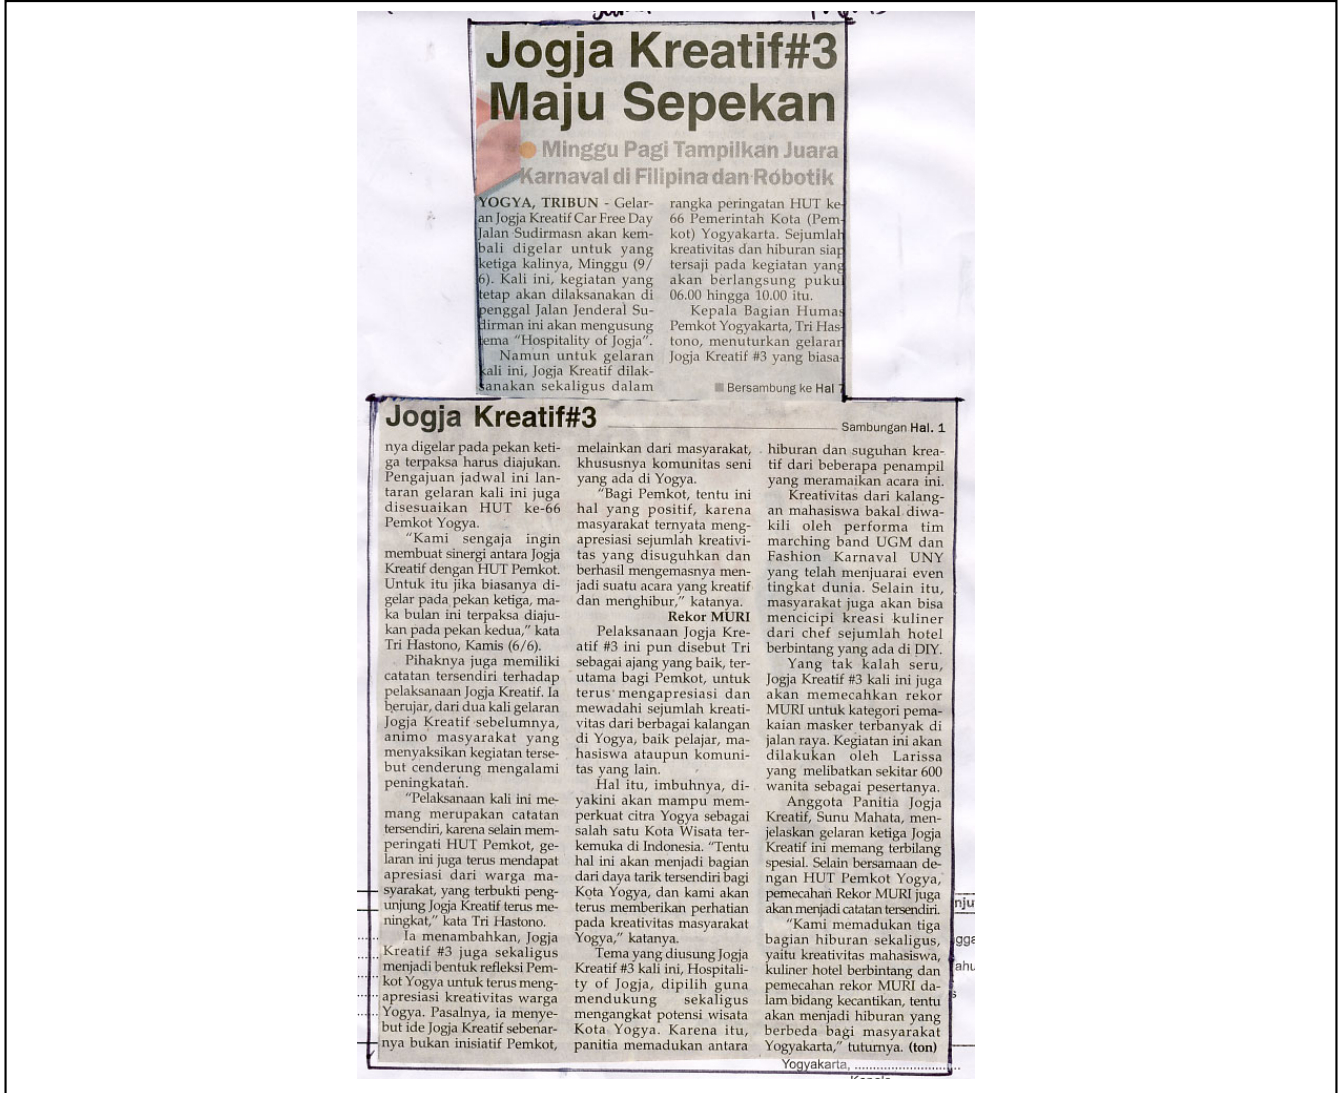 Jogja Kreatif#3
Maju Sepekan
Minggu Pagi Tampilkan Juara
Karnaval di Filipina dan Robotik
YOGYA, TRIBUN - Gelar-
an Jogja Kreatif Car Free Day
Jalan Sudirmasn akan kem-
bali digelar untuk yang
ketiga kalinya, Minggu (9/
6). Kali ini, kegiatan yang
tetap akan dilaksanakan di
penggal Jalan Jenderal Su-
dirman ini akan mengusung
tema “Hospitality of Jogja”.
Namun untuk gelaran
kali ini, Jogja Kreatif dilak-
sanakan sekaligus dalam
rangka peringatan HUT ke-
66 Pemerintah Kota (Pem-
kot) Yogyakarta. Sejumlah
kreativitas dan hiburan siap
tersaji pada kegiatan yang
akan berlangsung pukul
06.00 hingga 10.00 itu.
Kepala Bagian Humas
Pemkot Yogyakarta, Tri Has-
tono, menuturkan gelaran
Jogja Kreatif #3 yang biasa-
Bersambung ke Hal 7
Jogja Kreatif#3
Sambungan Hal. 1
nya digelar pada pekan keti-
ga terpaksa harus diajukan.
Pengajuan jadwal ini lan-
taran gelaran kali ini juga
disesuaikan HUT ke-66
Pemkot Yogya.
“Kami sengaja ingin
membuat sinergi antara Jogja
Kreatif dengan HUT Pemkot.
Untuk itu jika biasanya di-
gelar pada pekan ketiga, ma-
ka bulan ini terpaksa diaju-
kan pada pekan kedua,” kata
Tri Hastono, Kamis (6/6).
Pihaknya juga memiliki
catatan tersendiri terhadap
pelaksanaan Jogja Kreatif. Ia
berujar, dari dua kali gelaran
Jogja Kreatif sebelumnya,
animo masyarakat yang
menyaksikan kegiatan terse-
but cenderung mengalami
peningkatan.
“Pelaksanaan kali ini me-
mang merupakan catatan
tersendiri, karena selain mem-
peringati HUT Pemkot, ge-
laran ini juga terus mendapat
apresiasi dari warga ma-
syarakat, yang terbukti peng-
unjung Jogja Kreatif terus me-
ningkat,” kata Tri Hastono.
Ia menambahkan, Jogja
Kreatif #3 juga sekaligus
menjadi bentuk refleksi Pem-
kot Yogya untuk terus meng-
apresiasi kreativitas warga
Yogya. Pasalnya, ia menye-
but ide Jogja Kreatif sebenar-
nya bukan inisiatif Pemkot,
melainkan dari masyarakat,
khususnya komunitas seni
yang ada di Yogya.
“Bagi Pemkot, tentu ini
hal yang positif, karena
masyarakat ternyata meng-
apresiasi sejumlah kreativi-
tas yang disuguhkan dan
berhasil mengemasnya men-
jadi suatu acara yang kreatif
dan menghibur,” katanya.
Rekor MURI
Pelaksanaan Jogja Kre-
atif #3 ini pun disebut Tri
sebagai ajang yang baik, ter-
utama bagi Pemkot, untuk
terus mengapresiasi dan
mewadahi sejumlah kreati-
vitas dari berbagai kalangan
di Yogya, baik pelajar, ma-
hasiswa ataupun komuni-
tas yang lain.
Hal itu, imbuhnya, di-
yakini akan mampu mem-
perkuat citra Yogya sebagai
salah satu Kota Wisata ter-
kemuka di Indonesia. “Tentu
hal ini akan menjadi bagian
dari daya tarik tersendiri bagi
Kota Yogya, dan kami akan
terus memberikan perhatian
pada kreativitas masyarakat
Yogya,” katanya.
Tema yang diusung Jogja
Kreatif #3 kali ini, Hospitali-
ty of Jogja, dipilih guna
mendukung sekaligus
mengangkat potensi wisata
Kota Yogya. Karena itu,
panitia memadukan antara
hiburan dan suguhan krea-
tif dari beberapa penampil
yang meramaikan acara ini.
Kreativitas dari kalang-
an mahasiswa bakal diwa-
kili oleh performa tim
marching band UGM dan
Fashion Karnaval UNY
yang telah menjuarai even
tingkat dunia. Selain itu,
masyarakat juga akan bisa
mencicipi kreasi kuliner
dari chef sejumlah hotel
berbintang yang ada di DIY.
Yang tak kalah seru,
Jogja Kreatif #3 kali ini juga
akan memecahkan rekor
MURI untuk kategori pema-
kaian masker terbanyak di
jalan raya. Kegiatan ini akan
dilakukan oleh Larissa
yang melibatkan sekitar 600
wanita sebagai pesertanya.
Anggota Panitia Jogja
Kreatif, Sunu Mahata, men-
jelaskan gelaran ketiga Jogja
Kreatif ini memang terbilang
spesial. Selain bersamaan de-
ngan HUT Pemkot Yogya,
pemecahan Rekor MURI juga
akan menjadi catatan tersendiri.
“Kami memadukan tiga
bagian hiburan sekaligus,
yaitu kreativitas mahasiswa,
kuliner hotel berbintang dan
pemecahan rekor MURI da-
lam bidang kecantikan, tentu
akan menjadi hiburan yang
berbeda bagi masyarakat
Yogyakarta,” tuturnya. (ton)
Yogyakarta,